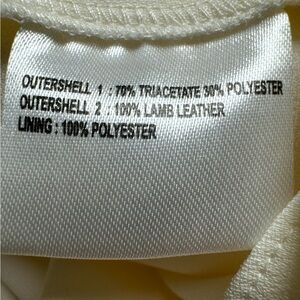 OUTERSHELL 1 : 70% TRIACETATE 30% POLYESTER
OUTERSHELL 2 : 100% LAMB LEATHER
LINING : 100% POLYESTER